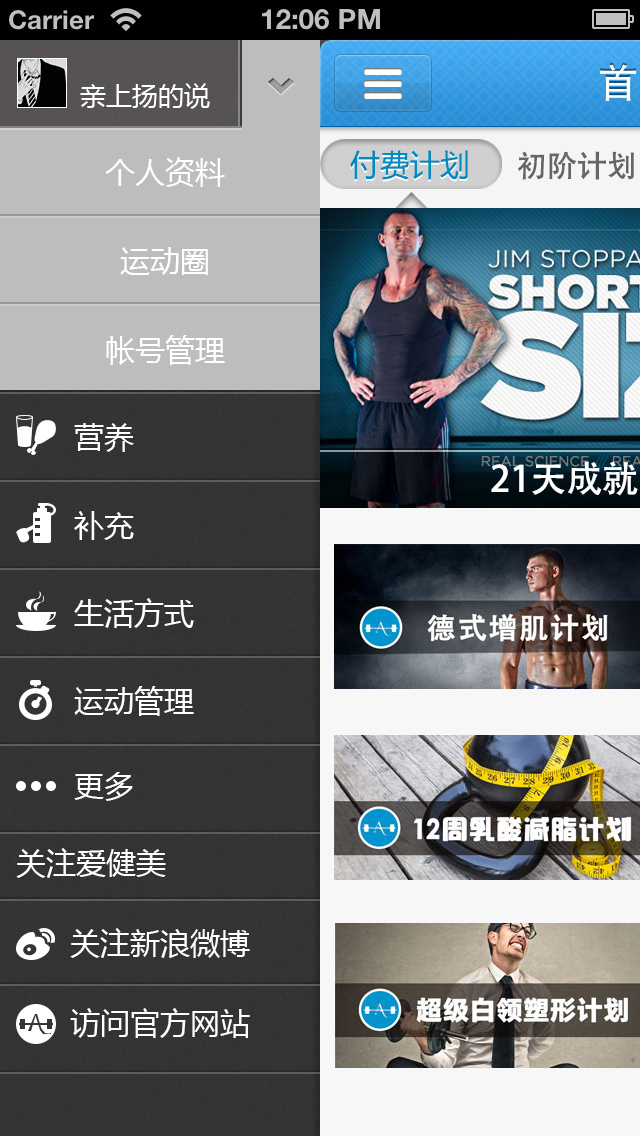 Carrier 12:06 PM
亲上扬的说
个人资料
运动圈
帐号管理
营养
补充
生活方式
运动管理
更多
关注爱健美
关注新浪微博
访问官方网站
首
付费计划 初阶计划
JIM STOPPA
SHORT
SIZ
REAL SCIENCE // REA
21天成就
德式增肌计划
12周乳酸减脂计划
超级白领塑形计划